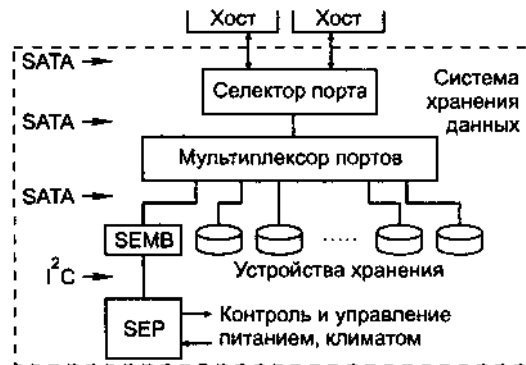 Хост
Хост
SATA
Селектор порта
Система
хранения
данных
SATA
Мультиплексор портов
SATA
SEMB
.....
Устройства хранения
I²C
SEP
Контроль и управление
питанием, климатом